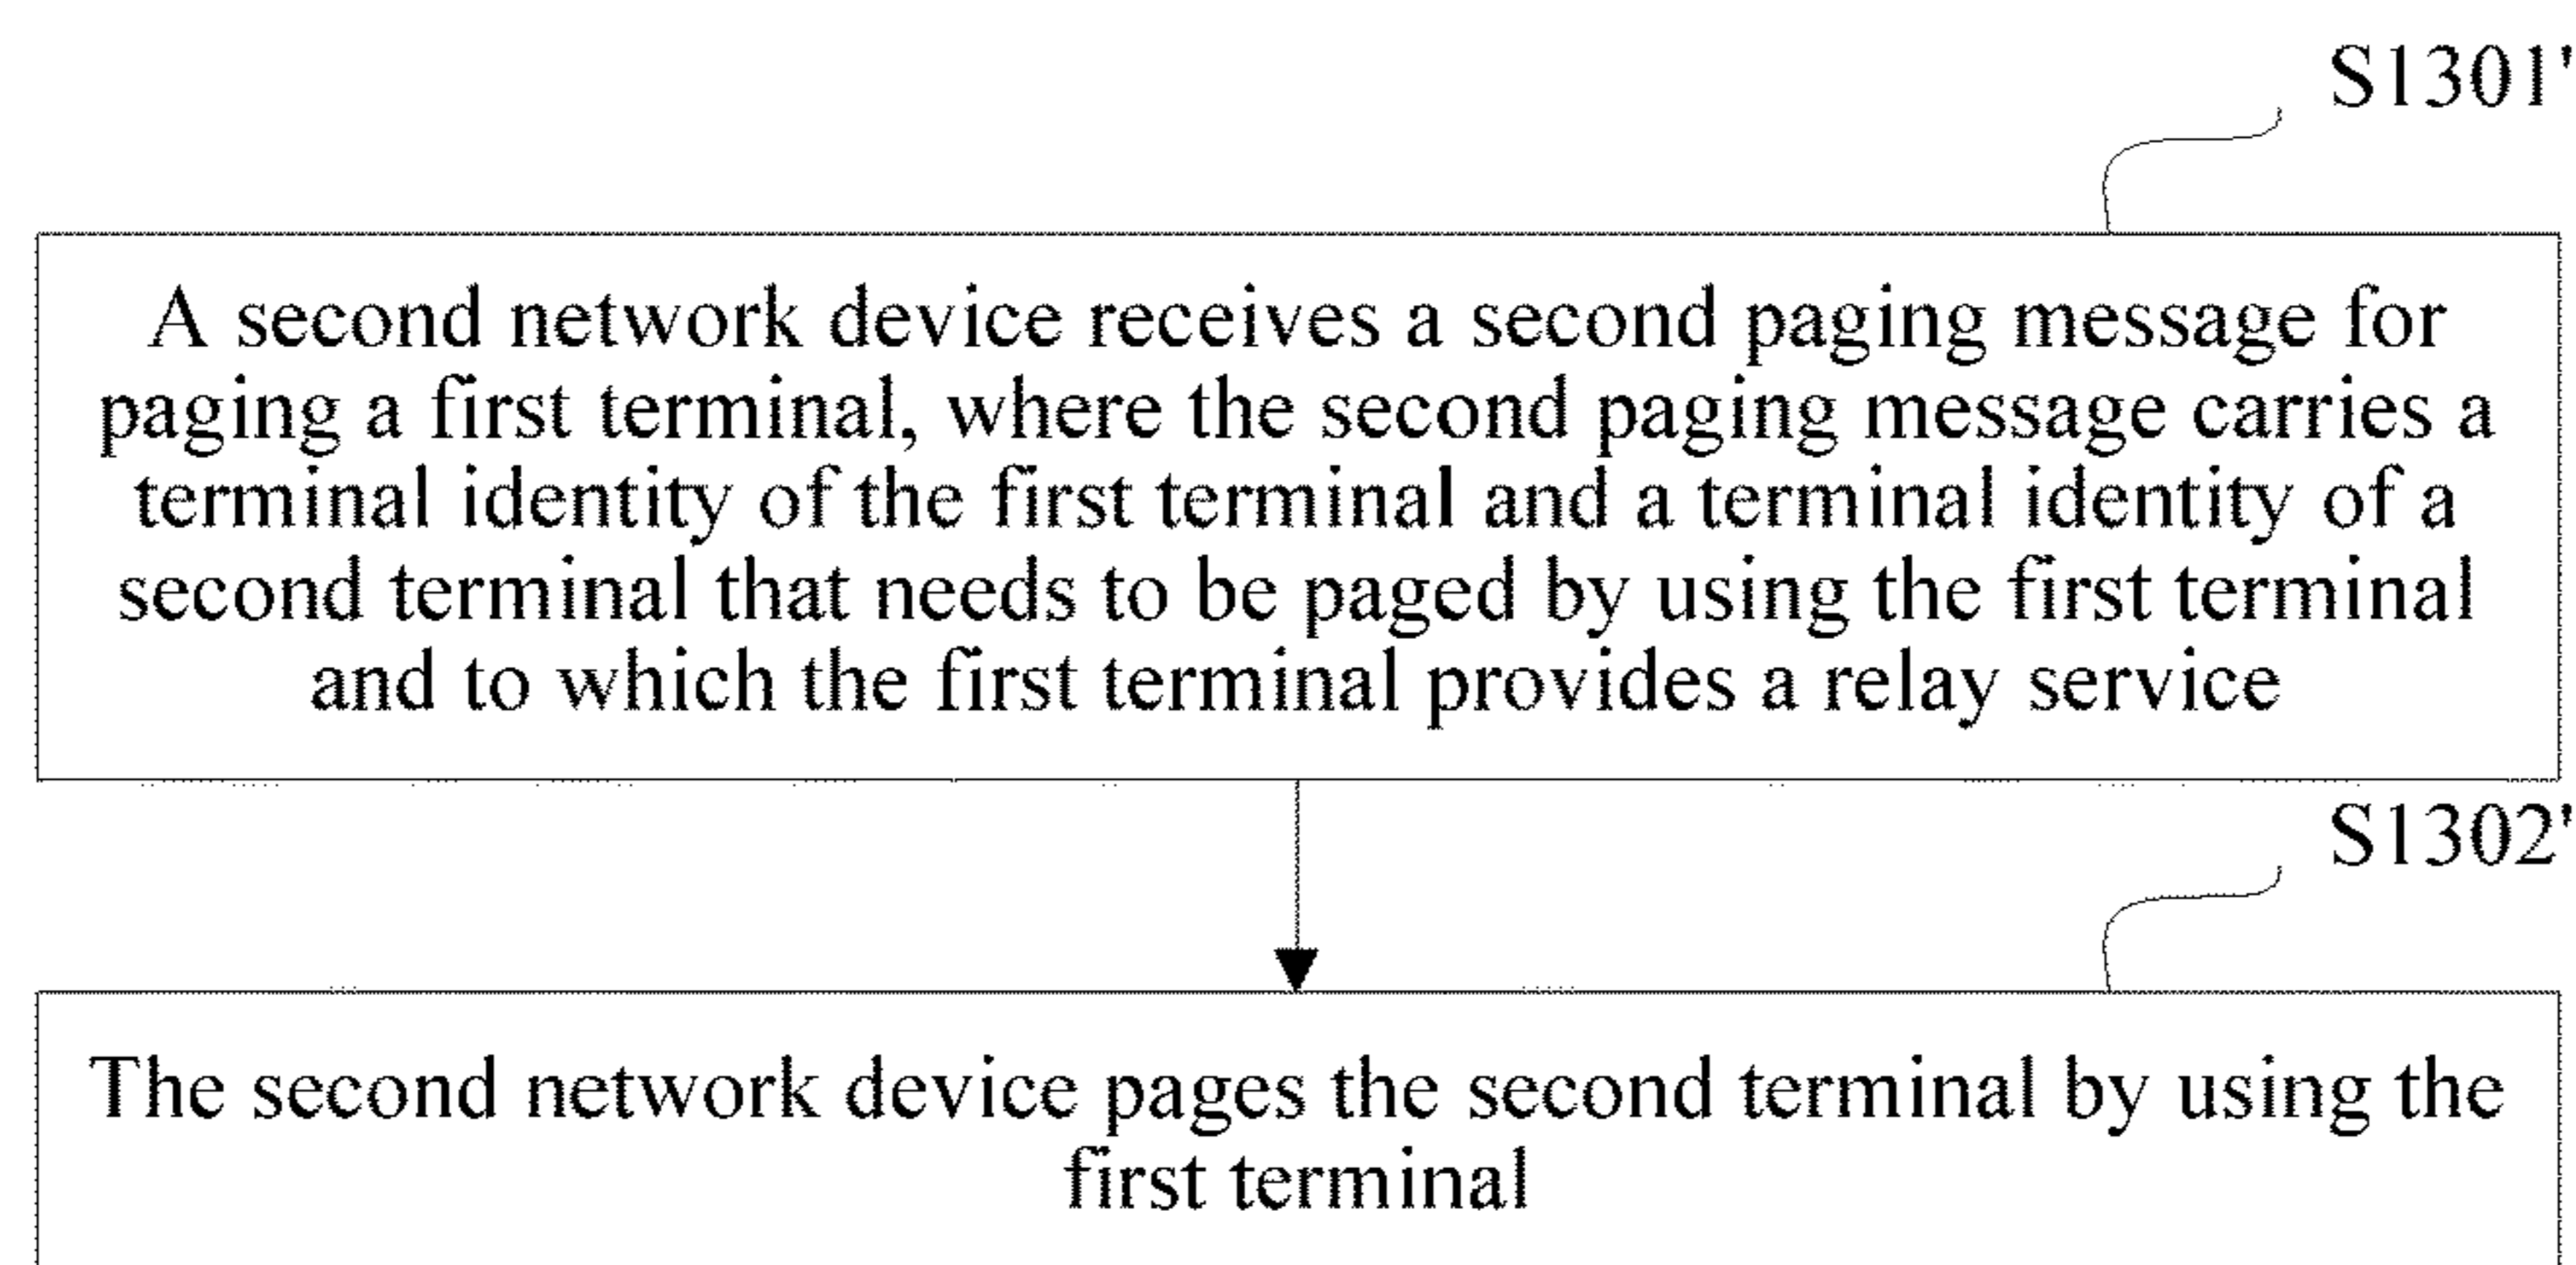 S1301'
A second network device receives a second paging message for
paging a first terminal, where the second paging message carries a
terminal identity of the first terminal and a terminal identity of a
second terminal that needs to be paged by using the first terminal
and to which the first terminal provides a relay service
S1302'
The second network device pages the second terminal by using the
first terminal